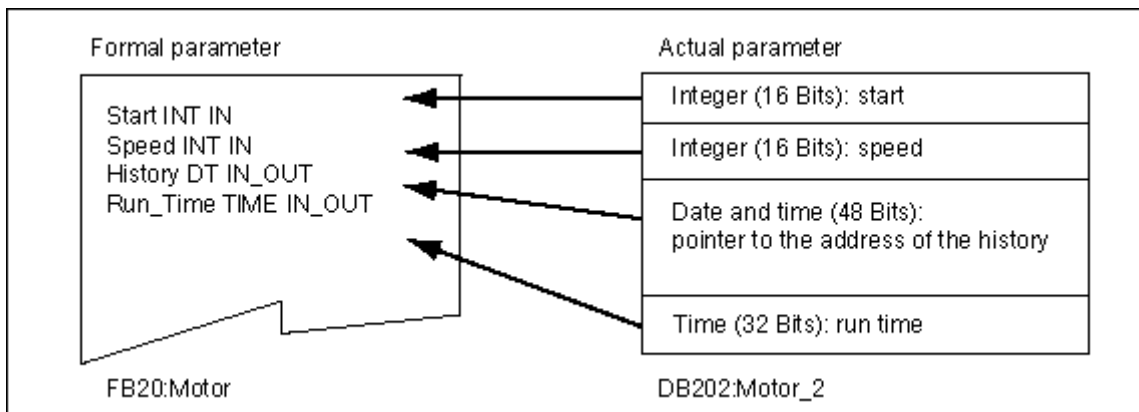 Formal parameter
Actual parameter
Start INT IN
Speed INT IN
History DT IN_OUT
Run_Time TIME IN_OUT
Integer (16 Bits): start
Integer (16 Bits): speed
Date and time (48 Bits):
pointer to the address of the history
Time (32 Bits): run time
FB20:Motor
DB202:Motor_2